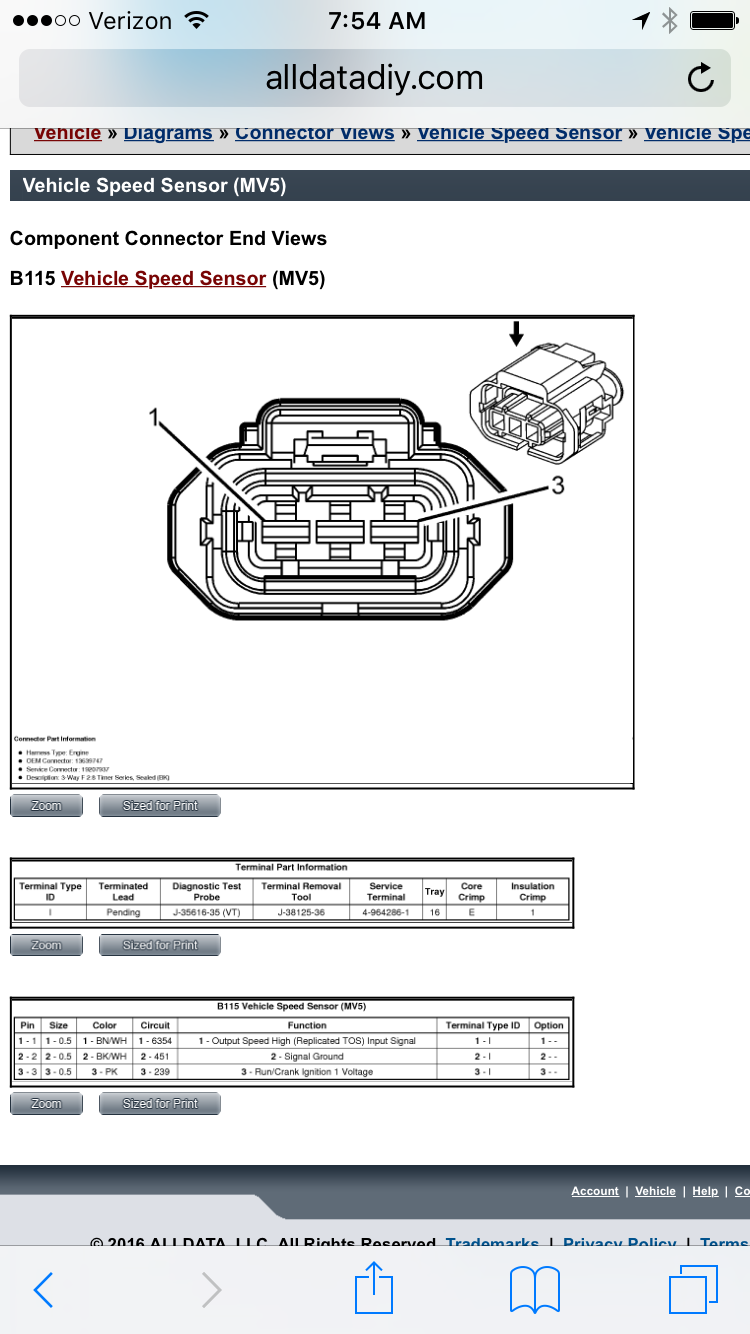 Verizon
7:54 AM
alldatadiy.com
Vehicle » Diagrams » Connector Views » Vehicle Speed Sensor » Vehicle Spe
Vehicle Speed Sensor (MV5)
Component Connector End Views
B115 Vehicle Speed Sensor (MV5)
1
3
Connector Part Information
Harness Type: Engine
OEM Connector: 13639747
Service Connector: 19207937
Description: 3-Way F 2.8 Timer Series, Sealed (BK)
Zoom Sized for Print
Terminal Part Information
Terminal Type ID Terminated Lead Diagnostic Test Probe Terminal Removal Tool Service Terminal Tray Core Crimp Insulation Crimp
I Pending J-35616-35 (VT) J-38125-36 4-964286-1 16 E 1
Zoom Sized for Print
B115 Vehicle Speed Sensor (MV5)
Pin Size Color Circuit Function Terminal Type ID Option
1 - 1 1 - 0.5 1 - BN/WH 1 - 6354 1 - Output Speed High (Replicated TOS) Input Signal 1 - I 1 - -
2 - 2 2 - 0.5 2 - BK/WH 2 - 451 2 - Signal Ground 2 - I 2 - -
3 - 3 3 - 0.5 3 - PK 3 - 239 3 - Run/Crank Ignition 1 Voltage 3 - I 3 - -
Zoom Sized for Print
Account | Vehicle | Help | Co
© 2016 ALLDATA, LLC. All Rights Reserved. Trademarks | Privacy Policy | Terms